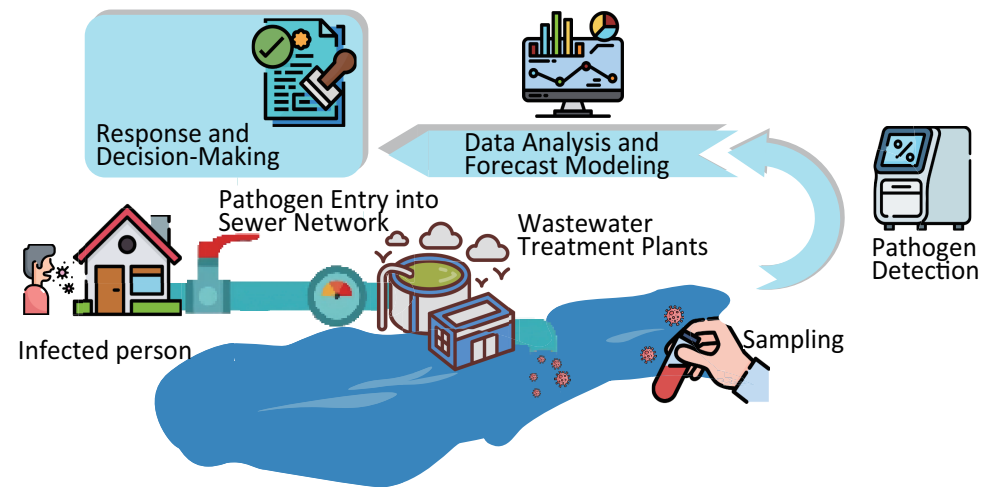 Response and
Decision-Making
Data Analysis and
Forecast Modeling
Pathogen Entry into
Sewer Network
Wastewater
Treatment Plants
Pathogen
Detection
Infected person
Sampling